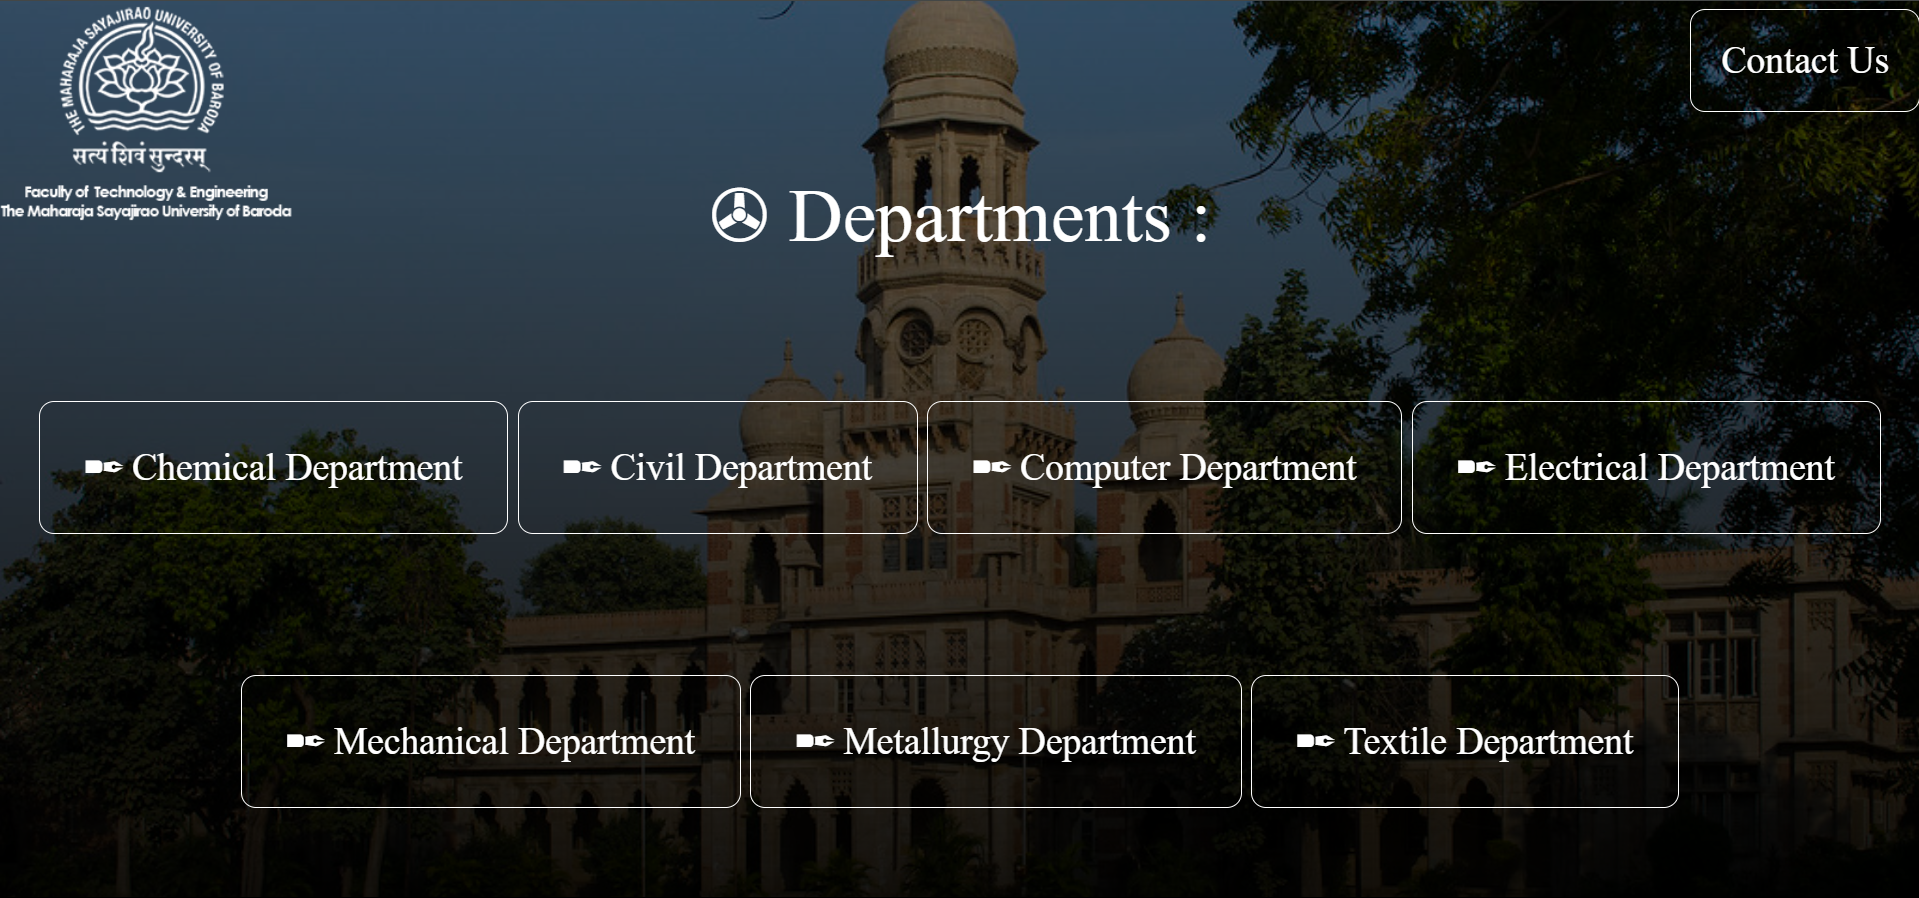 THE MAHARAJA SAYAJIRAO UNIVERSITY OF BARODA
सत्यं शिवं सुन्दरम्
Faculty of Technology & Engineering
The Maharaja Sayajirao University of Baroda
Contact Us
Departments :
Chemical Department
Civil Department
Computer Department
Electrical Department
Mechanical Department
Metallurgy Department
Textile Department